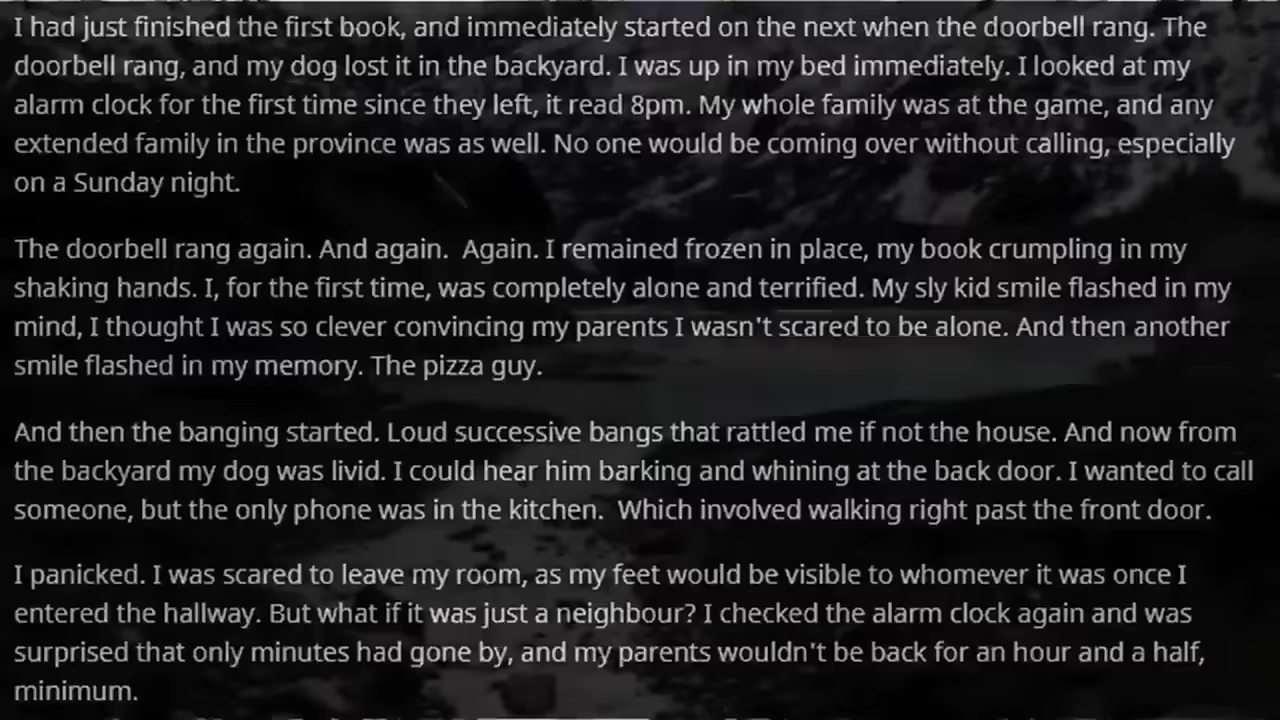 I had just finished the first book, and immediately started on the next when the doorbell rang. The
doorbell rang, and my dog lost it in the backyard. I was up in my bed immediately. I looked at my
alarm clock for the first time since they left, it read 8pm. My whole family was at the game, and any
extended family in the province was as well. No one would be coming over without calling, especially
on a Sunday night.
The doorbell rang again. And again.  Again. I remained frozen in place, my book crumpling in my
shaking hands. I, for the first time, was completely alone and terrified. My sly kid smile flashed in my
mind, I thought I was so clever convincing my parents I wasn't scared to be alone. And then another
smile flashed in my memory. The pizza guy.
And then the banging started. Loud successive bangs that rattled me if not the house. And now from
the backyard my dog was livid. I could hear him barking and whining at the back door. I wanted to call
someone, but the only phone was in the kitchen.  Which involved walking right past the front door.
I panicked. I was scared to leave my room, as my feet would be visible to whomever it was once I
entered the hallway. But what if it was just a neighbour? I checked the alarm clock again and was
surprised that only minutes had gone by, and my parents wouldn't be back for an hour and a half,
minimum.